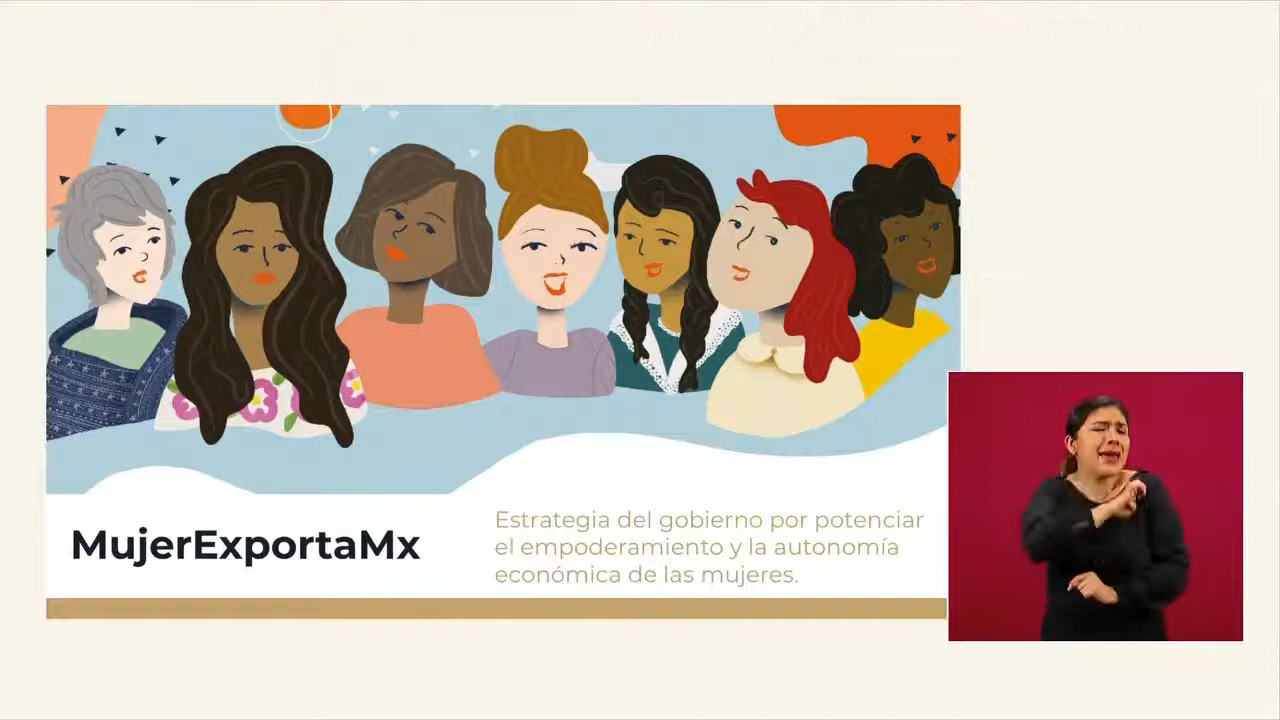 MujerExportaMx
Estrategia del gobierno por potenciar
el empoderamiento y la autonomía
económica de las mujeres.